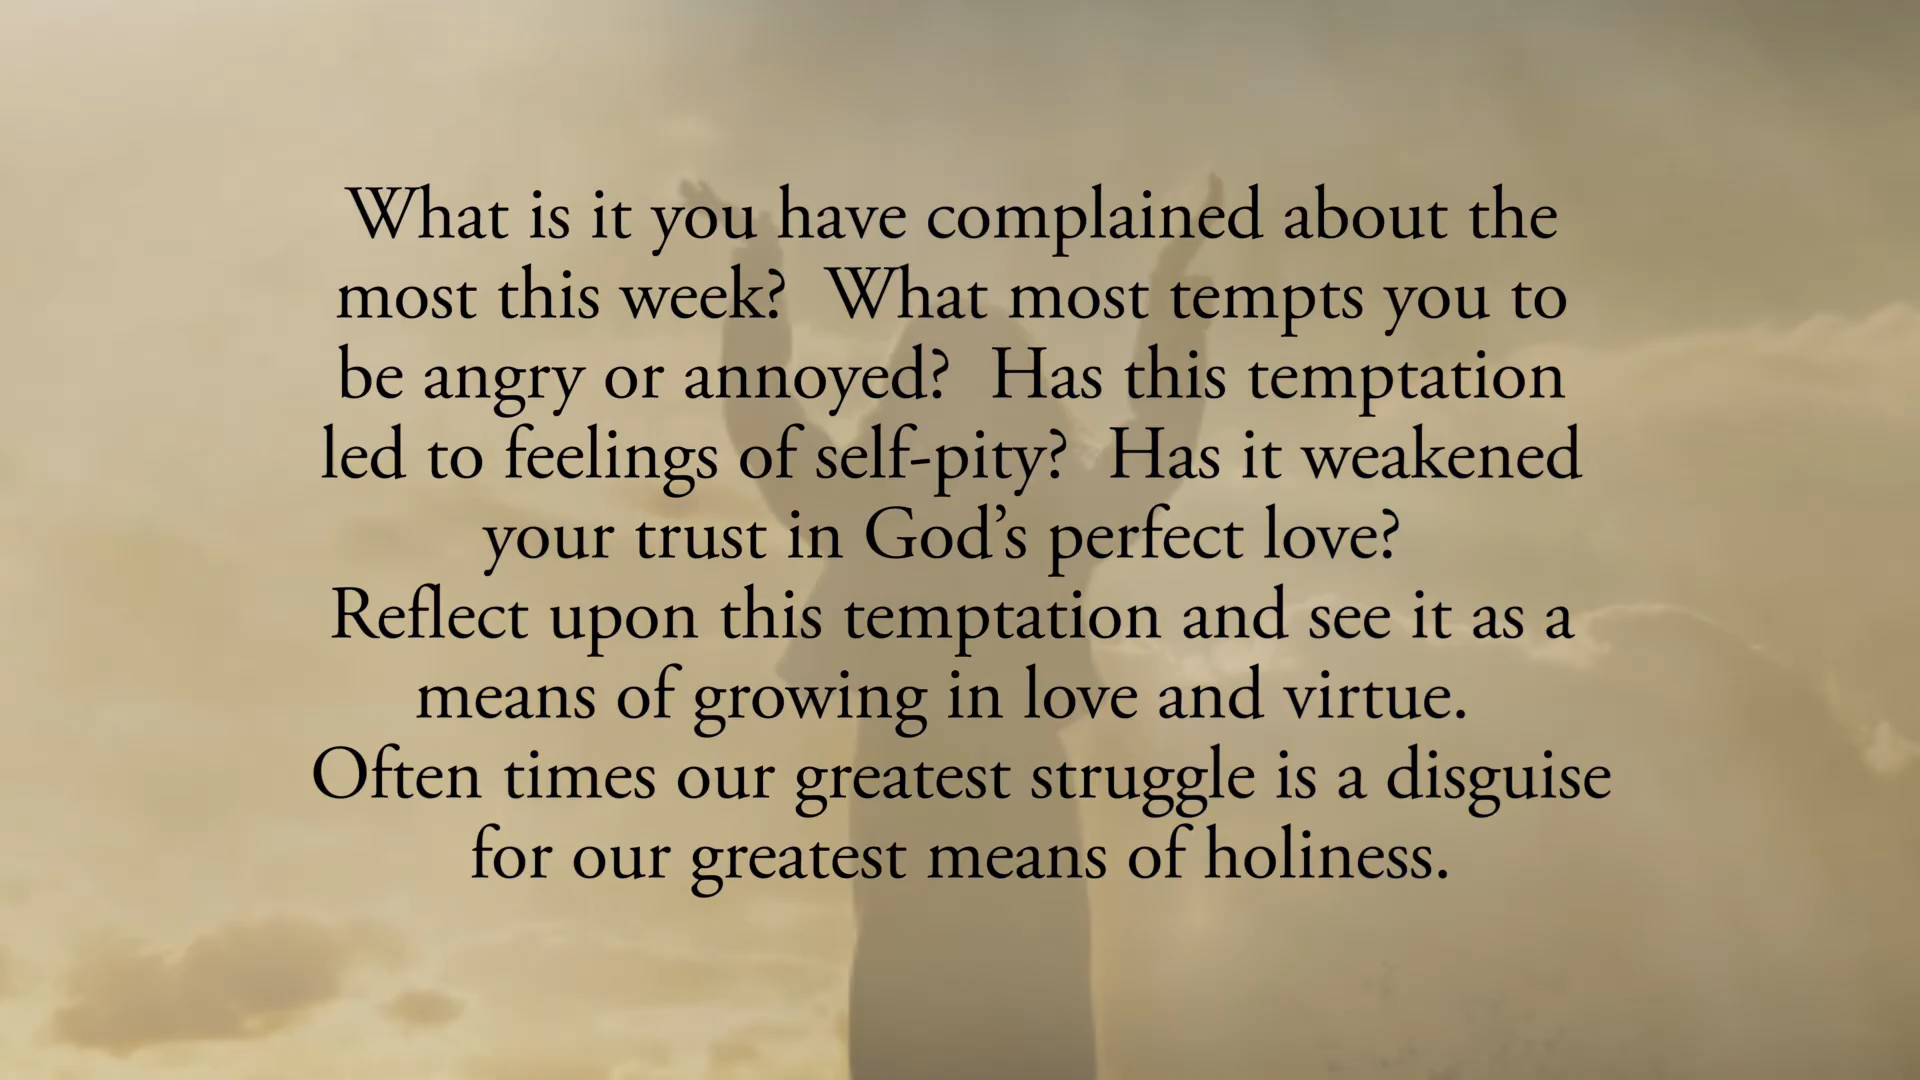 What is it you have complained about the
most this week?  What most tempts you to
be angry or annoyed?  Has this temptation
led to feelings of self-pity?  Has it weakened
your trust in God’s perfect love?
Reflect upon this temptation and see it as a
means of growing in love and virtue.
Often times our greatest struggle is a disguise
for our greatest means of holiness.